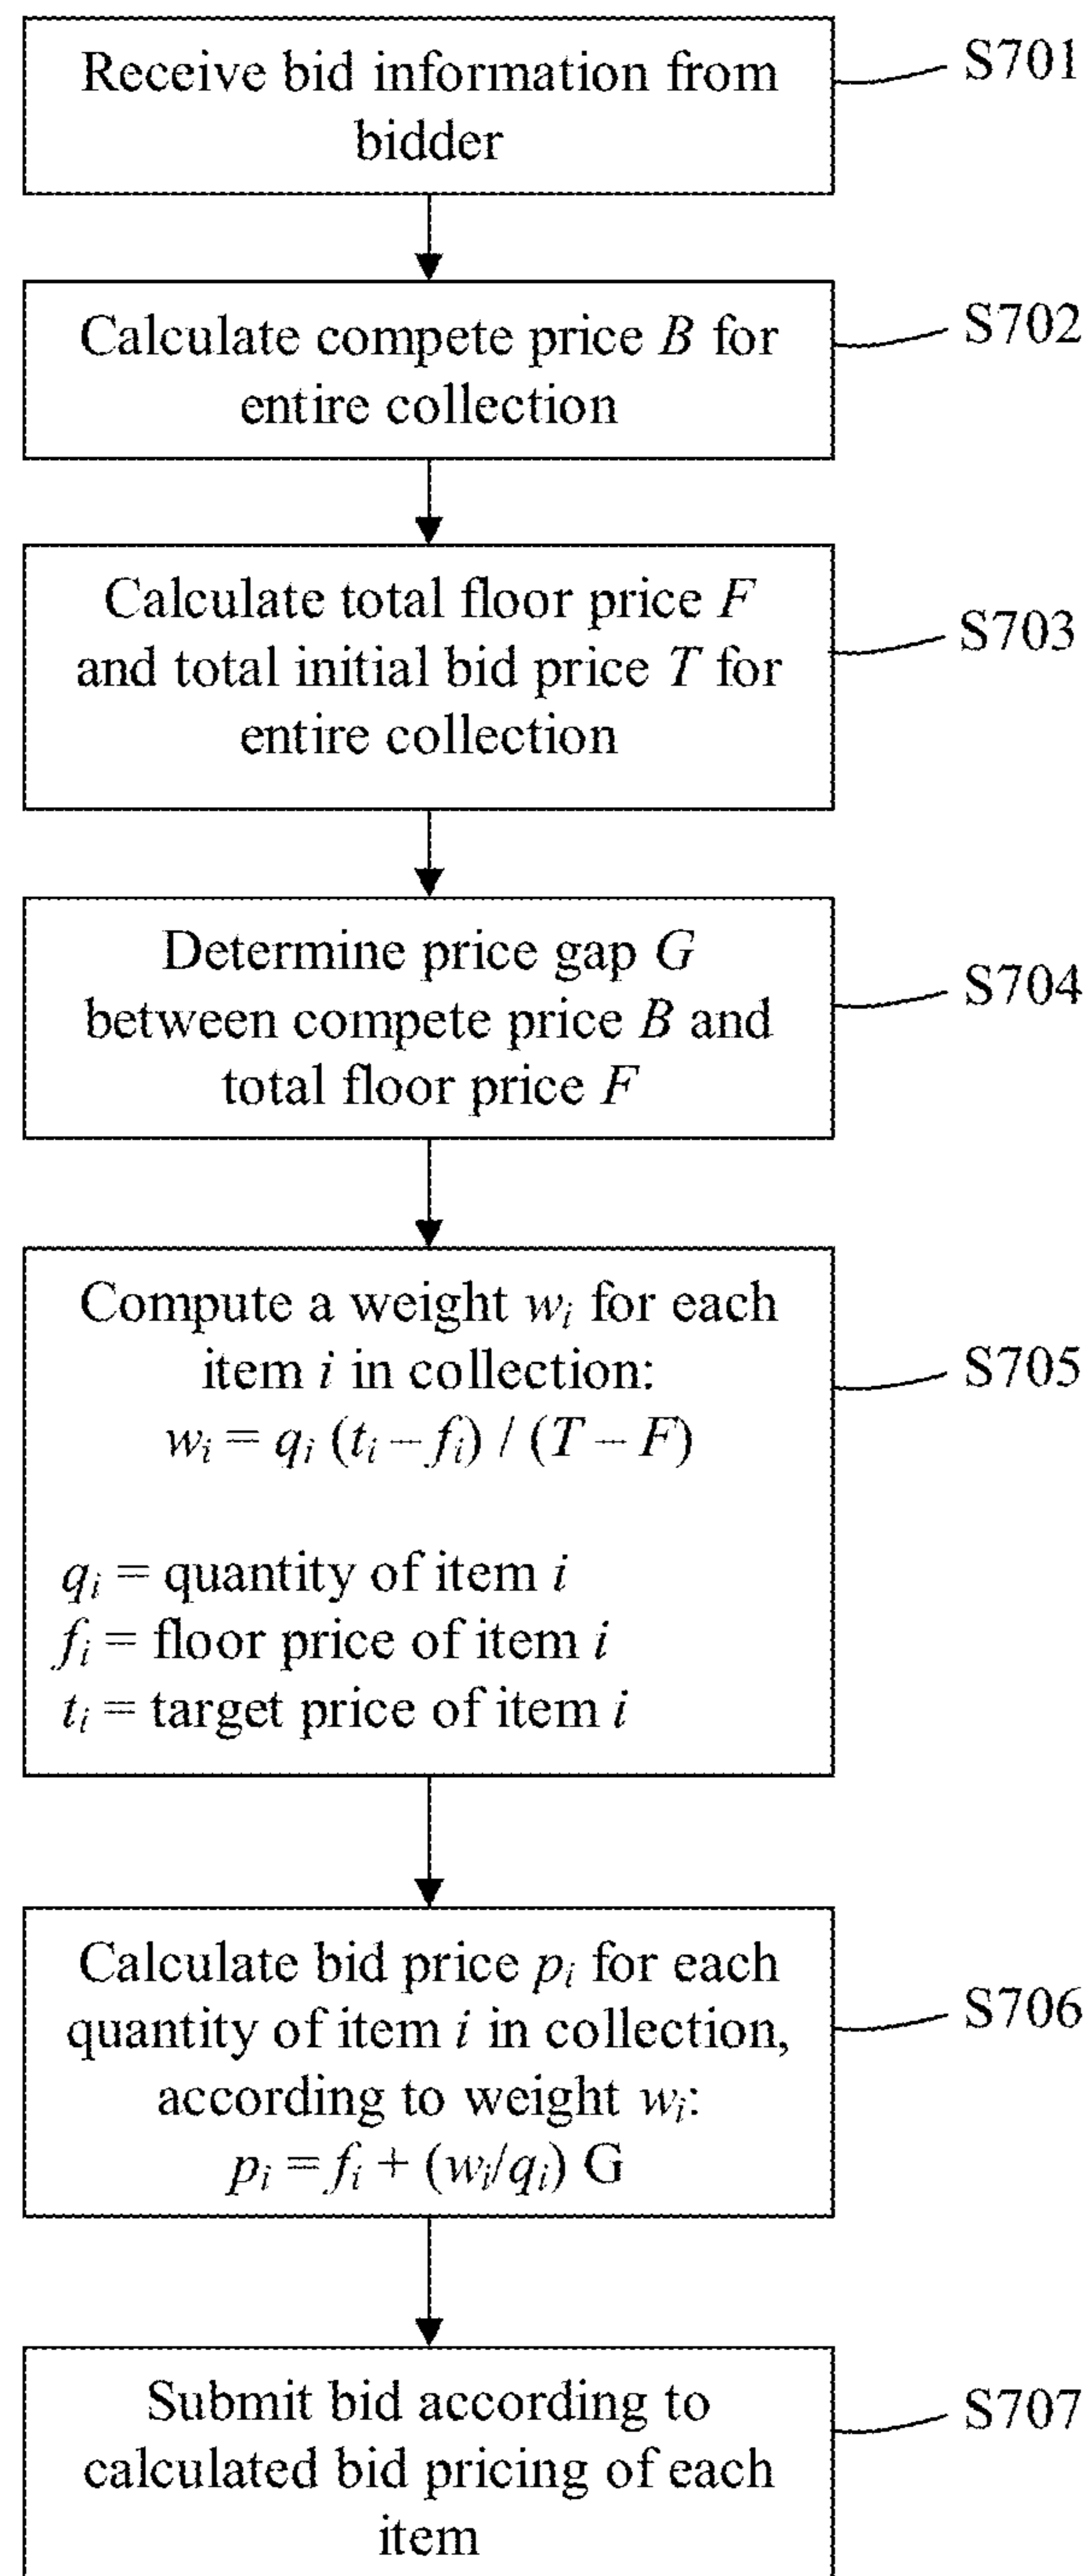 Receive bid information from
bidder
S701
Calculate compete price B for
entire collection
S702
Calculate total floor price F
and total initial bid price T for
entire collection
S703
Determine price gap G
between compete price B and
total floor price F
S704
Compute a weight wᵢ for each
item i in collection:
wᵢ = qᵢ (tᵢ – fᵢ) / (T – F)
qᵢ = quantity of item i
fᵢ = floor price of item i
tᵢ = target price of item i
S705
Calculate bid price pᵢ for each
quantity of item i in collection,
according to weight wᵢ:
pᵢ = fᵢ + (wᵢ/qᵢ) G
S706
Submit bid according to
calculated bid pricing of each
item
S707